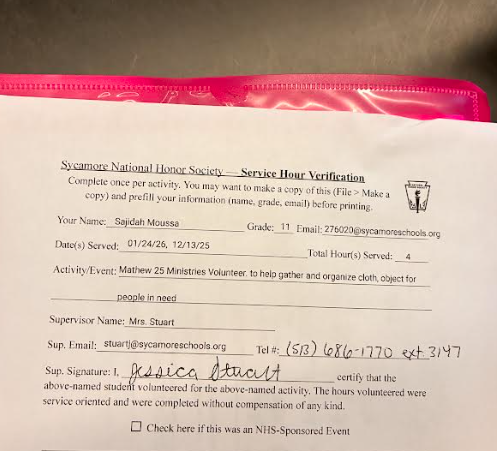 Sycamore National Honor Society — Service Hour Verification
Complete once per activity. You may want to make a copy of this (File > Make a
copy) and prefill your information (name, grade, email) before printing.
Your Name: Sajidah Moussa Grade: 11 Email: 276020@sycamoreschools.org
Date(s) Served: 01/24/26, 12/13/25 Total Hour(s) Served: 4
Activity/Event: Mathew 25 Ministries Volunteer, to help gather and organize cloth, object for
people in need
Supervisor Name: Mrs. Stuart
Sup. Email: stuartj@sycamoreschools.org Tel #: (513) 686-1770 ext. 3147
Sup. Signature: I, Jessica Stuart certify that the
above-named student volunteered for the above-named activity. The hours volunteered were
service oriented and were completed without compensation of any kind.
☐ Check here if this was an NHS-Sponsored Event